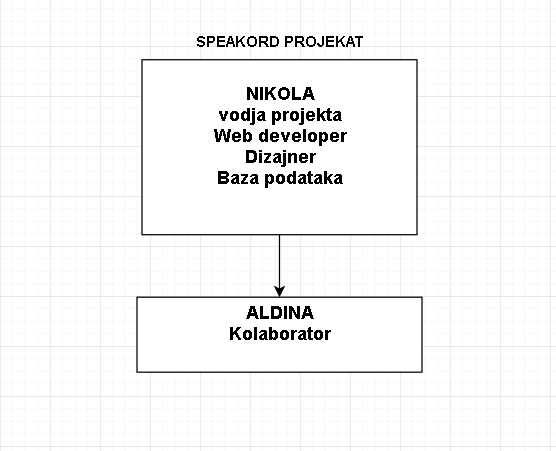 SPEAKORD PROJEKAT
NIKOLA
vodja projekta
Web developer
Dizajner
Baza podataka
ALDINA
Kolaborator